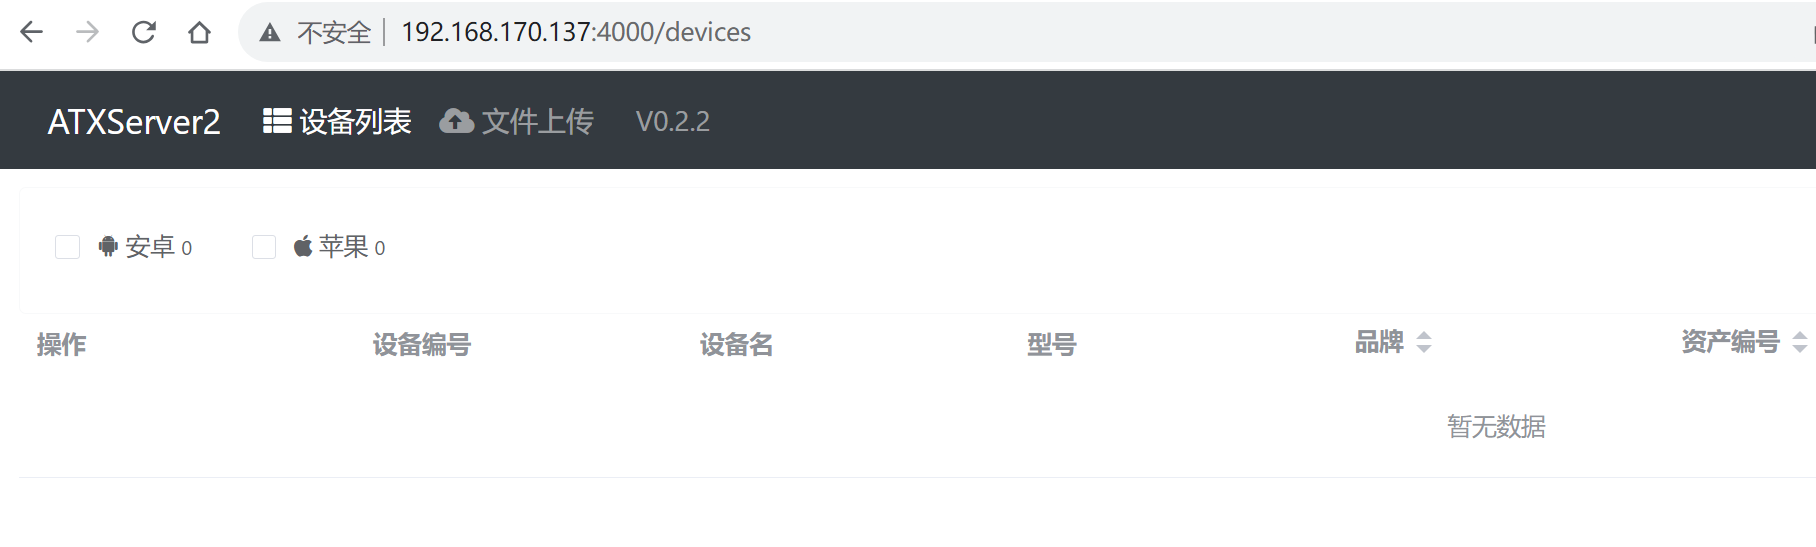 不安全 192.168.170.137:4000/devices
ATXServer2 设备列表 文件上传 V0.2.2
安卓 0 苹果 0
操作 设备编号 设备名 型号 品牌 资产编号
暂无数据